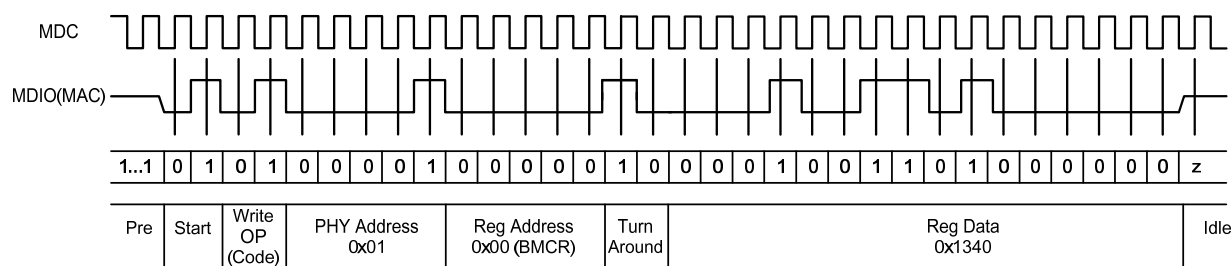 MDC
MDIO(MAC)
1...1 0 1 0 1 0 0 0 0 1 0 0 0 0 0 1 0 0 0 0 1 0 0 1 1 0 1 0 0 0 0 0 0 z
Pre
Start
Write
OP
(Code)
PHY Address
0x01
Reg Address
0x00 (BMCR)
Turn
Around
Reg Data
0x1340
Idle